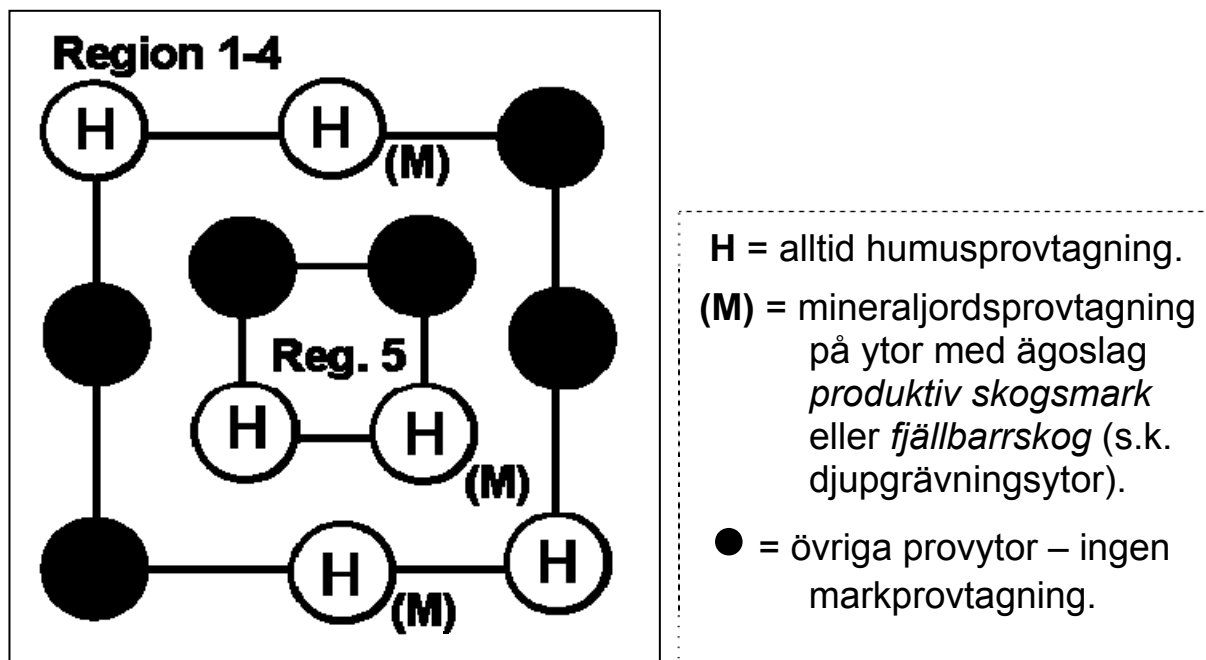 Region 1-4
H
H
(M)
Reg. 5
H
H
(M)
H
(M)
H
H = alltid humusprovtagning.
(M) = mineraljordsprovtagning
på ytor med ägoslag
produktiv skogsmark
eller fjällbarrskog (s.k.
djupgrävningsytor).
= övriga provytor – ingen
markprovtagning.